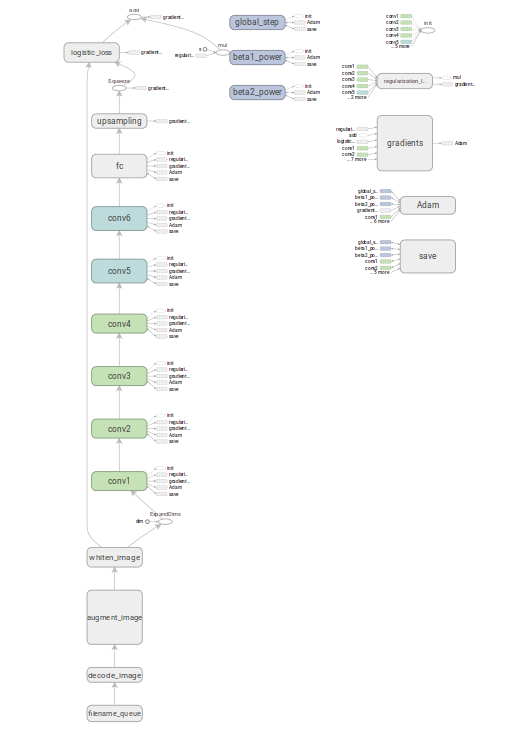 add
gradient...
logistic_loss
gradient...
Squeeze
gradient...
mul
regulari...
upsampling
gradient...
fc
init
regulari...
gradient...
Adam
save
conv6
init
regulari...
gradient...
Adam
save
conv5
init
regulari...
gradient...
Adam
save
conv4
init
regulari...
gradient...
Adam
save
conv3
init
regulari...
gradient...
Adam
save
conv2
init
regulari...
gradient...
Adam
save
conv1
init
regulari...
gradient...
Adam
save
ExpandDims
dim
whiten_image
augment_image
decode_image
filename_queue
global_step
init
Adam
save
beta1_power
init
Adam
save
beta2_power
init
Adam
save
conv1
conv2
conv3
conv4
conv5
... 5 more
init
conv1
conv2
conv3
conv4
conv5
... 2 more
regularization_l...
mul
gradient...
regulari...
add
logistic...
conv1
conv2
... 7 more
gradients
Adam
global_s...
beta1_po...
beta2_po...
gradient...
conv1
... 6 more
Adam
global_s...
beta1_po...
beta2_po...
conv1
conv2
... 5 more
save